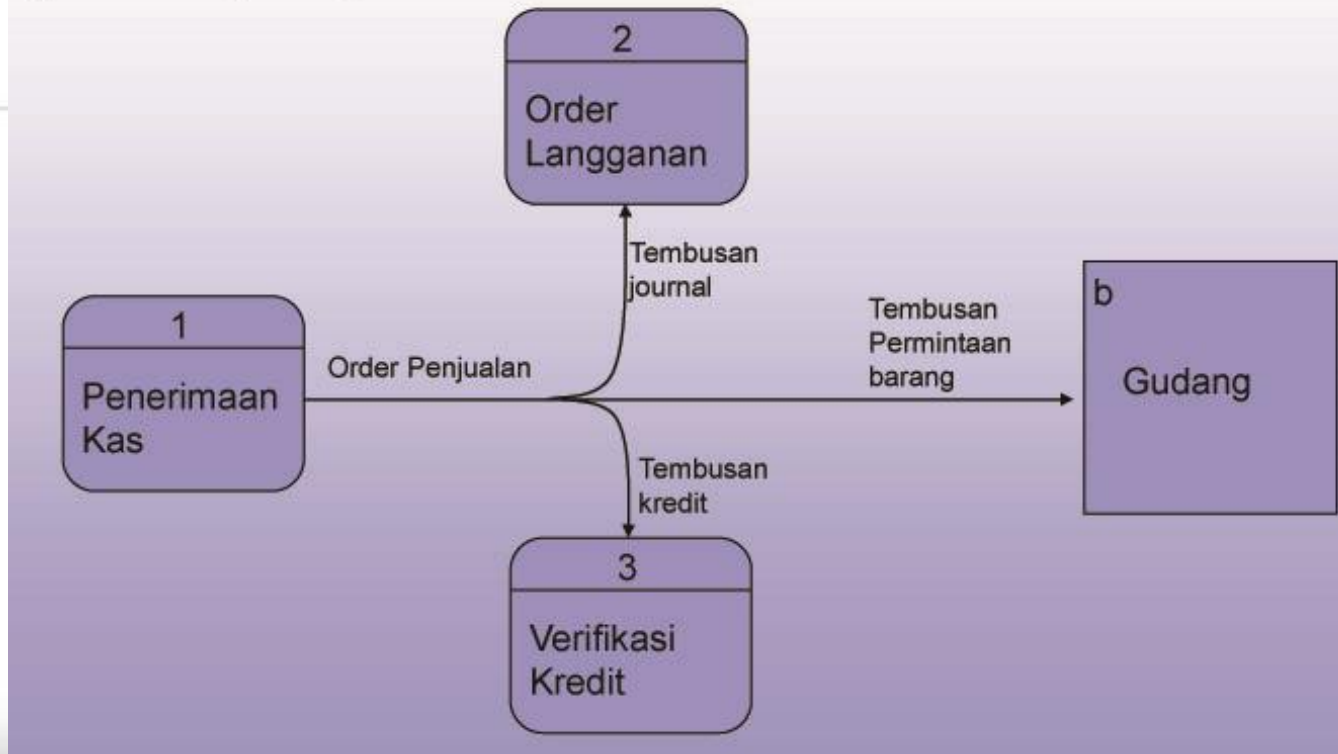 2
Order
Langganan
Tembusan
journal
1
Penerimaan
Kas
Order Penjualan
Tembusan
Permintaan
barang
b
Gudang
Tembusan
kredit
3
Verifikasi
Kredit